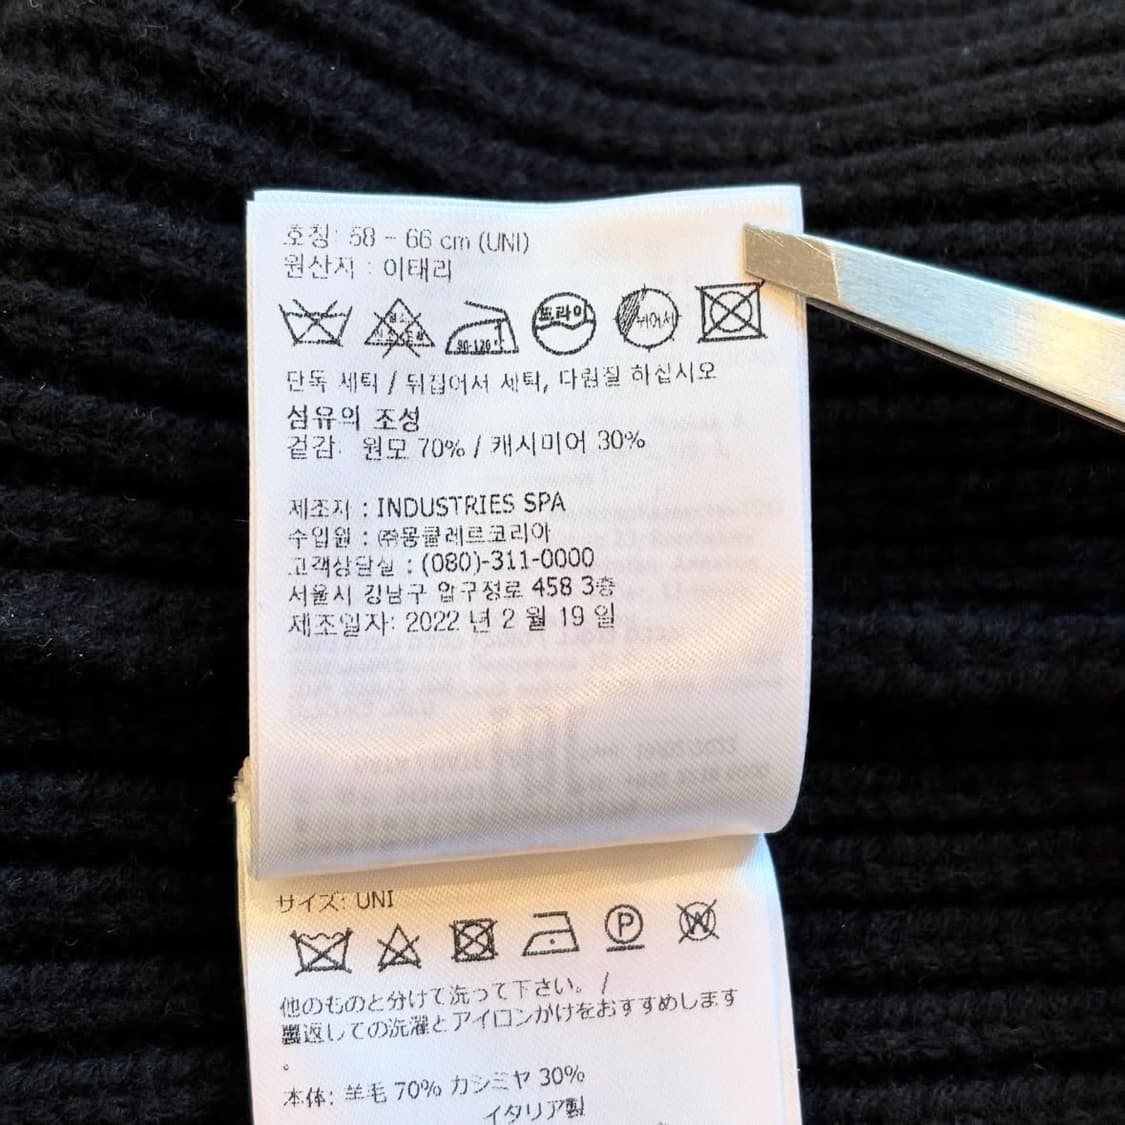 호칭: 58 - 66 cm (UNI)
원산지 : 이태리
드라이
90-120℃
뉘어서
단독 세탁 / 뒤집어서 세탁, 다림질 하십시오
섬유의 조성
겉감: 원모 70% / 캐시미어 30%
제조자 : INDUSTRIES SPA
수입원 : ㈜몽클레르코리아
고객상담실 : (080)-311-0000
서울시 강남구 압구정로 458 3층
제조일자: 2022 년 2 월 19 일
サイズ: UNI
P
W
他のものと分けて洗って下さい。 /
裏返しての洗濯とアイロンがけをおすすめします
。
本体: 羊毛 70% カシミヤ 30%
イタリア製